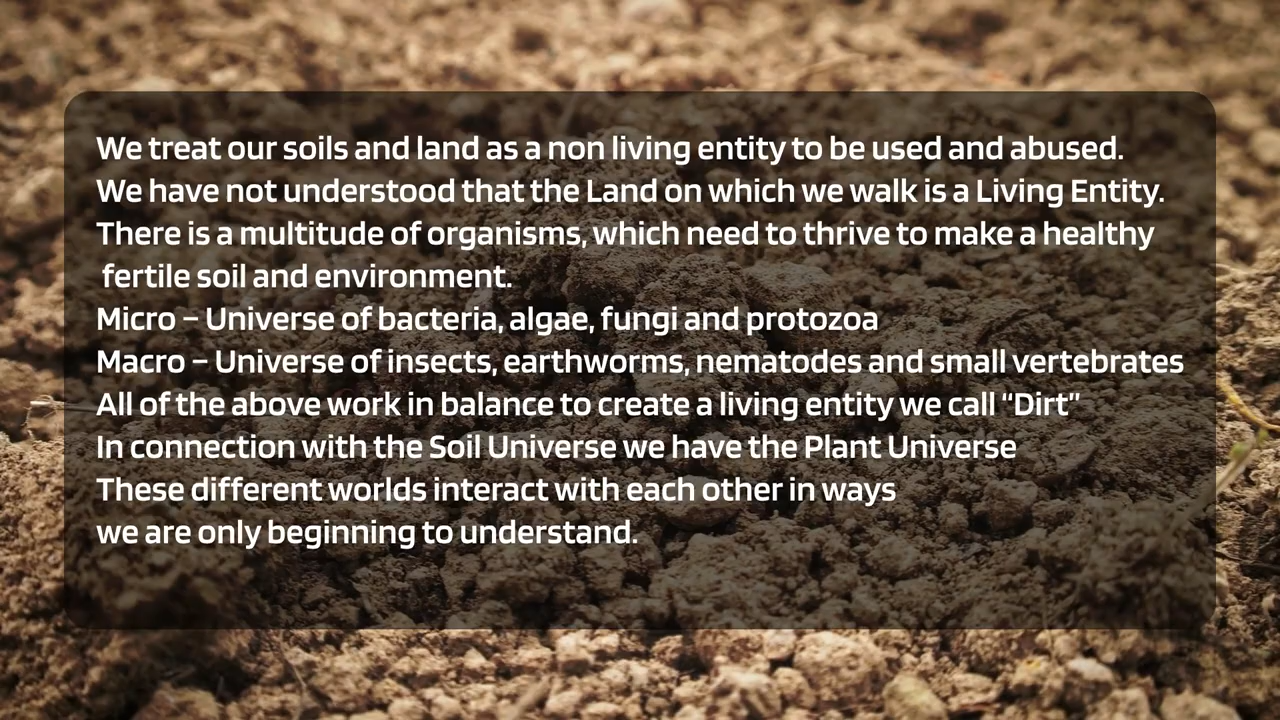 We treat our soils and land as a non living entity to be used and abused.
We have not understood that the Land on which we walk is a Living Entity.
There is a multitude of organisms, which need to thrive to make a healthy
fertile soil and environment.
Micro – Universe of bacteria, algae, fungi and protozoa
Macro – Universe of insects, earthworms, nematodes and small vertebrates
All of the above work in balance to create a living entity we call “Dirt”
In connection with the Soil Universe we have the Plant Universe
These different worlds interact with each other in ways
we are only beginning to understand.